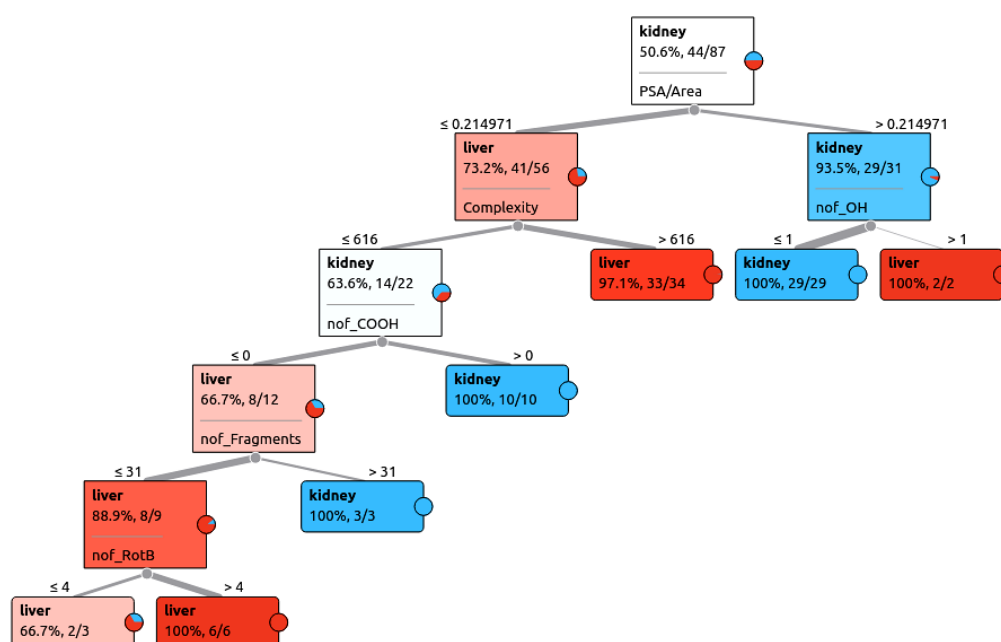 kidney
50.6%, 44/87
PSA/Area
≤ 0.214971
> 0.214971
liver
73.2%, 41/56
Complexity
kidney
93.5%, 29/31
nof_OH
≤ 616
> 616
≤ 1
> 1
kidney
63.6%, 14/22
nof_COOH
liver
97.1%, 33/34
kidney
100%, 29/29
liver
100%, 2/2
≤ 0
> 0
liver
66.7%, 8/12
nof_Fragments
kidney
100%, 10/10
≤ 31
> 31
liver
88.9%, 8/9
nof_RotB
kidney
100%, 3/3
≤ 4
> 4
liver
66.7%, 2/3
liver
100%, 6/6